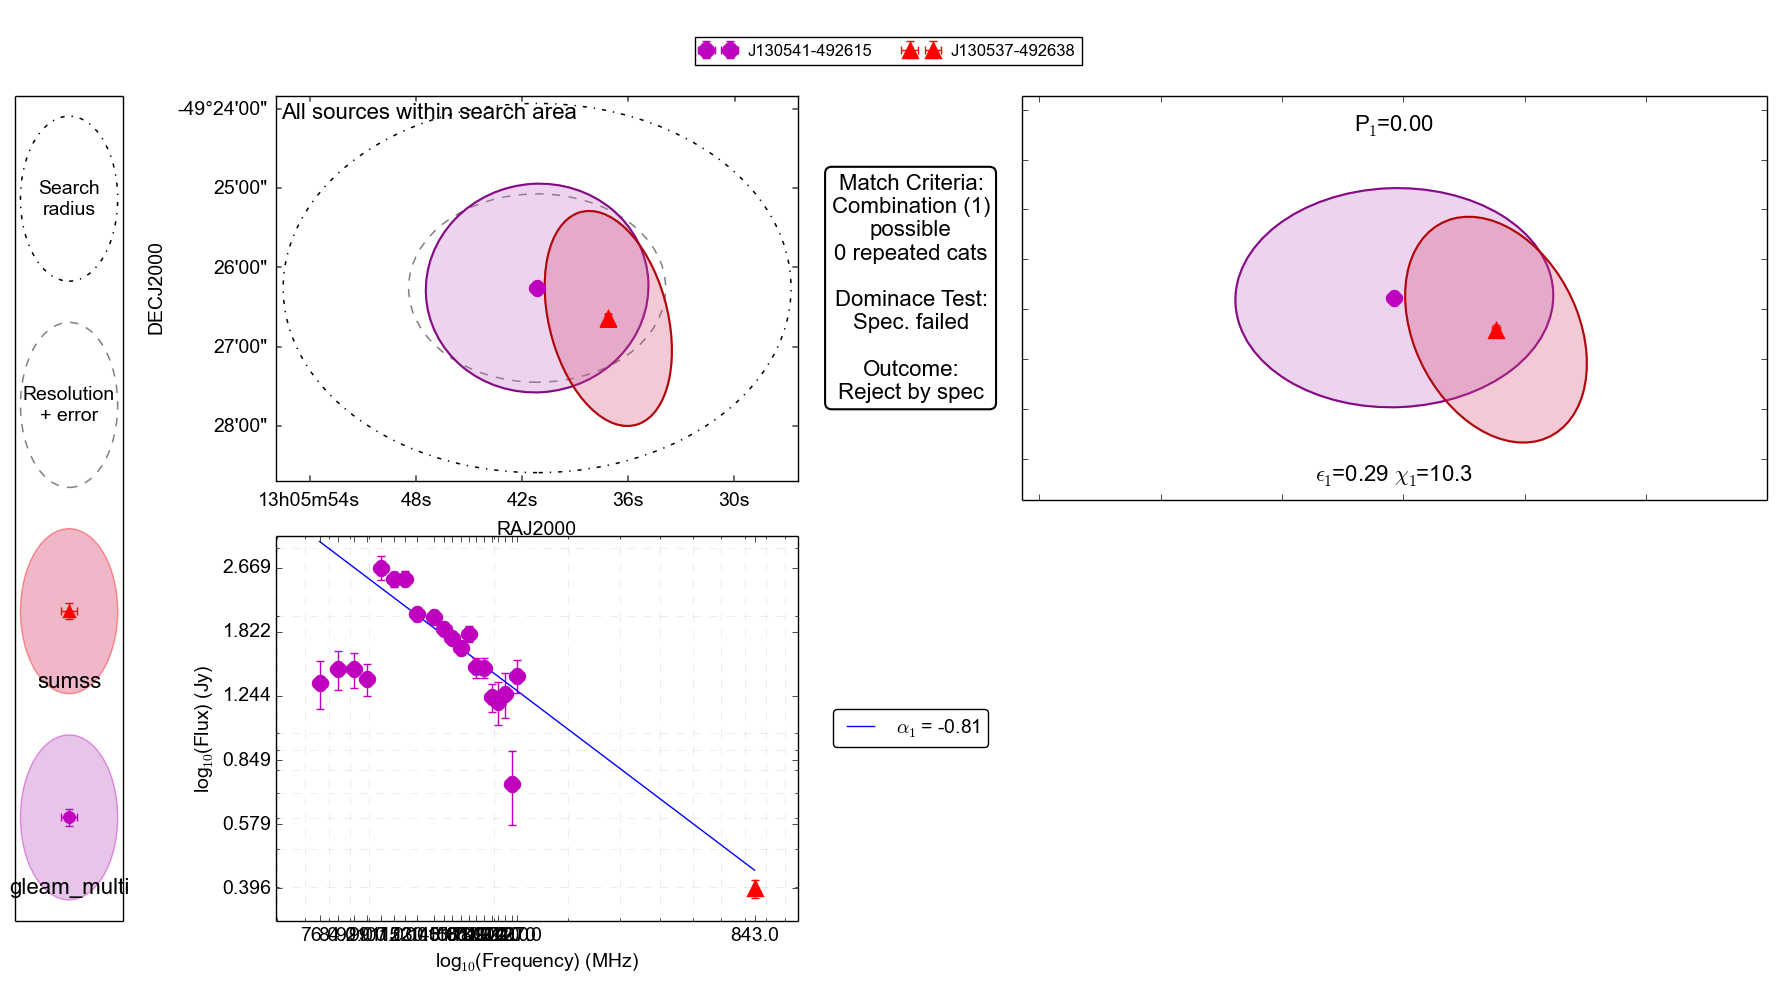 J130541-492615 J130537-492638
Search
radius
Resolution
+ error
sumss
gleam_multi
All sources within search area
DECJ2000
-49°24'00"
25'00"
26'00"
27'00"
28'00"
13h05m54s 48s 42s 36s 30s
RAJ2000
Match Criteria:
Combination (1)
possible
0 repeated cats
Dominace Test:
Spec. failed
Outcome:
Reject by spec
P₁=0.00
ϵ₁=0.29 χ₁=10.3
log₁₀(Flux) (Jy)
2.669
1.822
1.244
0.849
0.579
0.396
843.0
log₁₀(Frequency) (MHz)
α₁ = -0.81